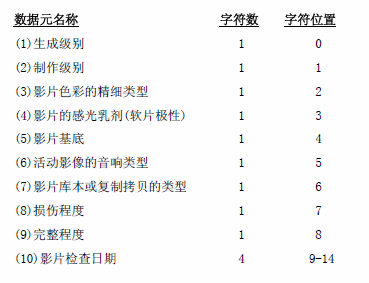 数据元名称 字符数 字符位置
(1)生成级别 1 0
(2)制作级别 1 1
(3)影片色彩的精细类型 1 2
(4)影片的感光乳剂(软片极性) 1 3
(5)影片基底 1 4
(6)活动影像的音响类型 1 5
(7)影片库本或复制拷贝的类型 1 6
(8)损伤程度 1 7
(9)完整程度 1 8
(10)影片检查日期 4 9-14